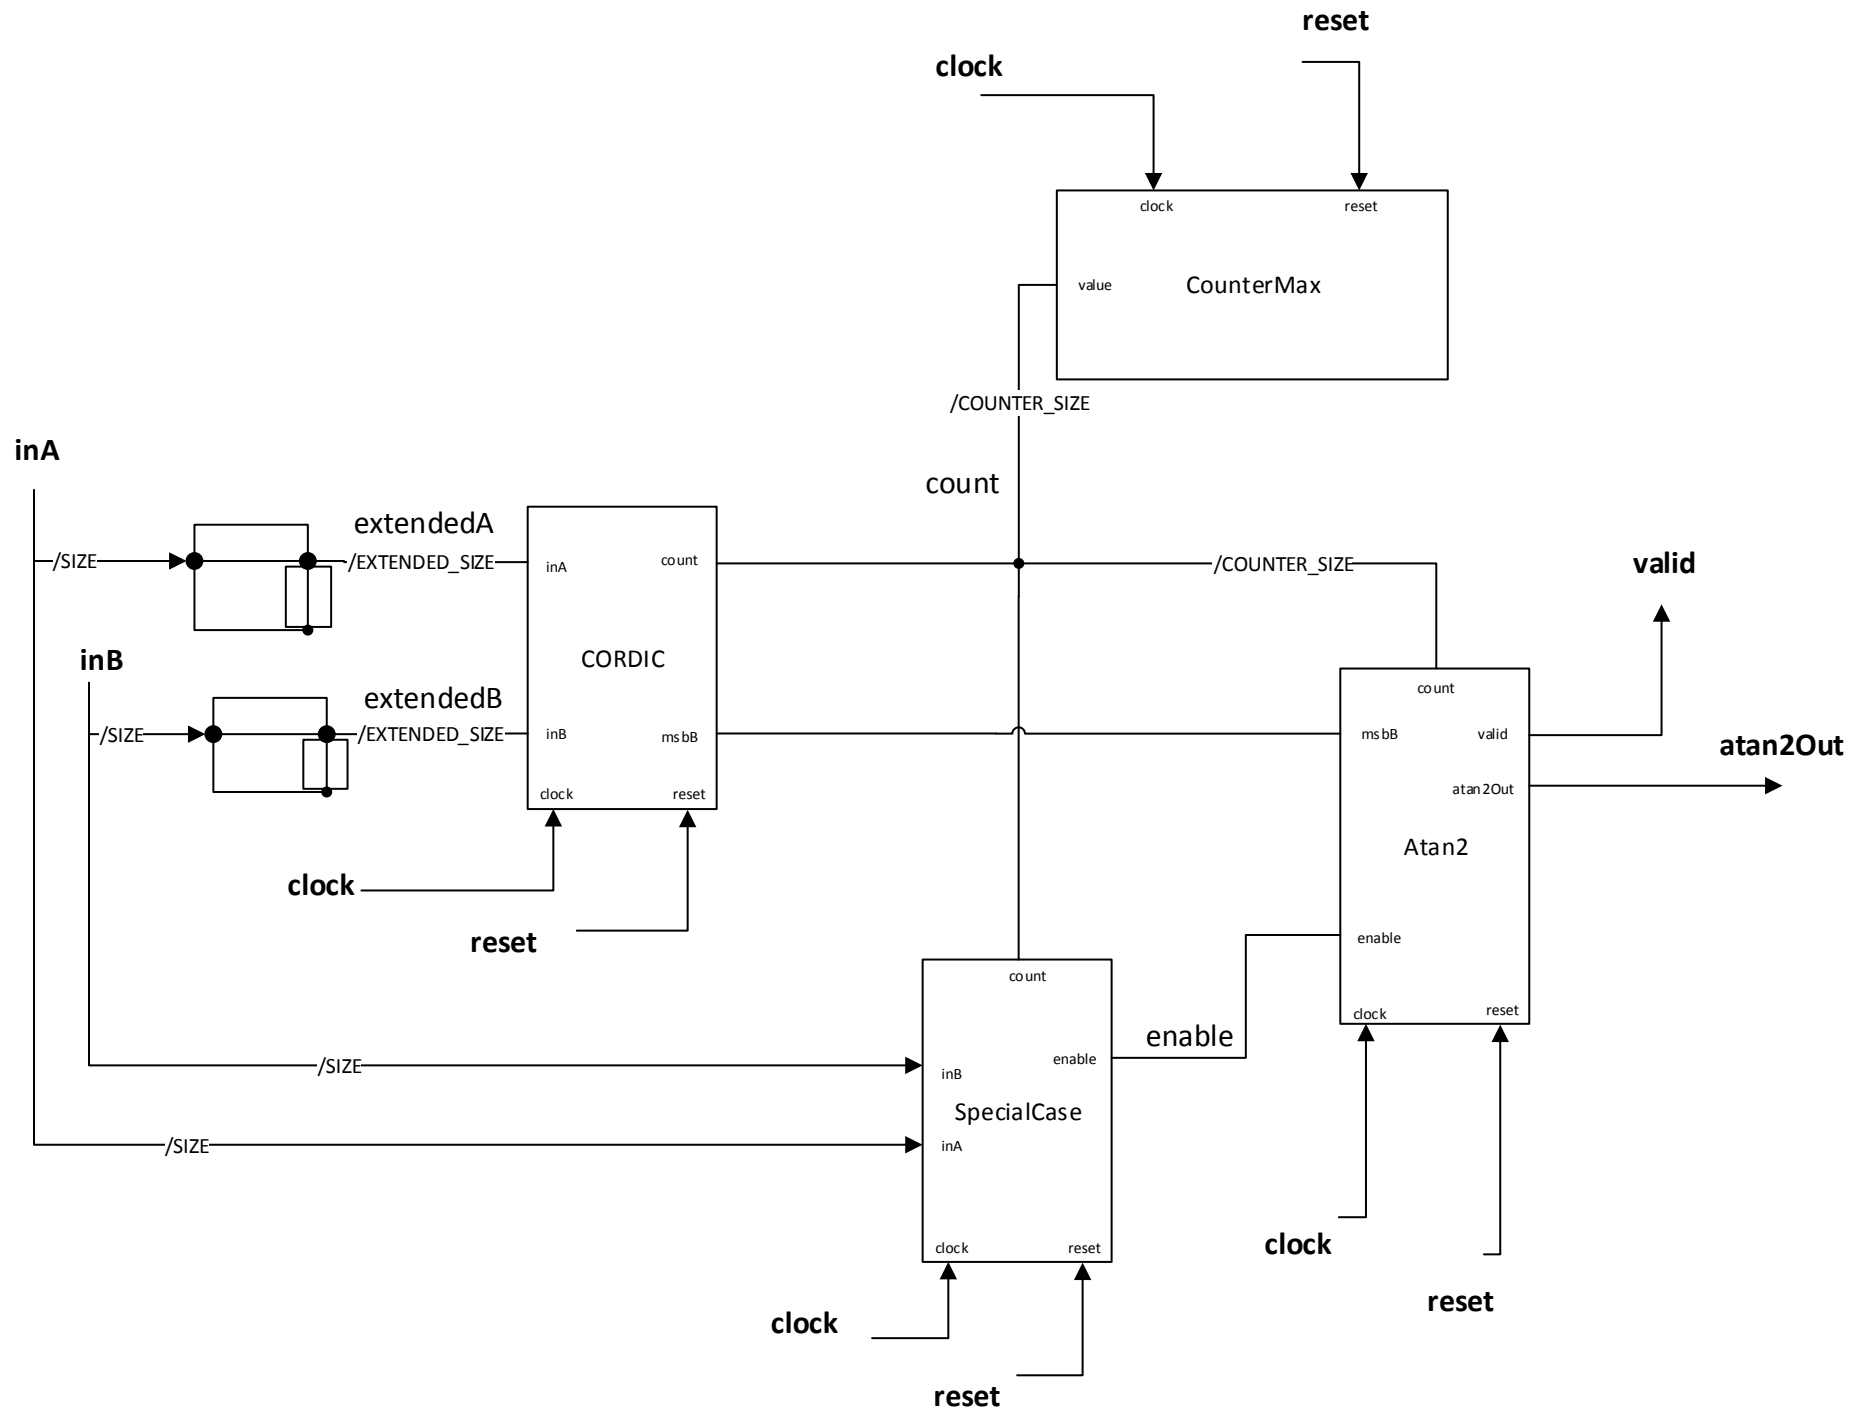 reset
clock
clock
reset
value
CounterMax
/COUNTER_SIZE
inA
count
extendedA
/SIZE
/EXTENDED_SIZE
inA
count
/COUNTER_SIZE
valid
CORDIC
inB
extendedB
/SIZE
/EXTENDED_SIZE
inB
msbB
clock
reset
count
msbB
valid
atan2Out
atan2Out
Atan2
enable
clock
reset
clock
reset
count
enable
enable
/SIZE
inB
SpecialCase
/SIZE
inA
clock
reset
clock
reset
clock
reset